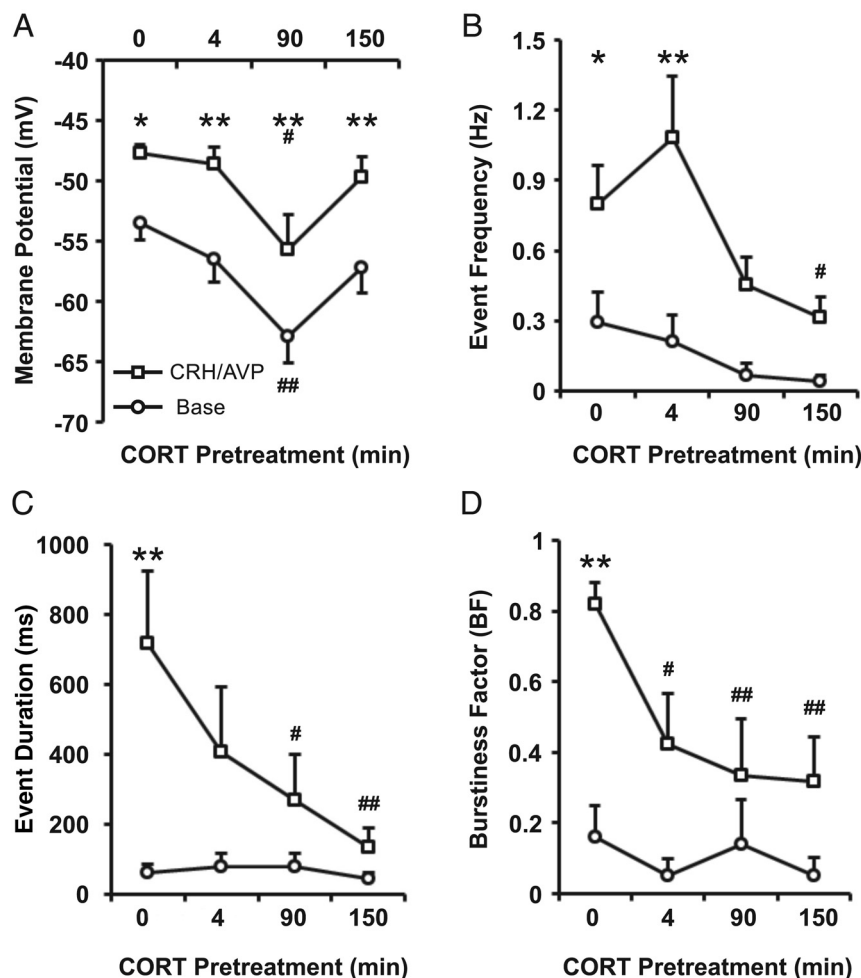 A
0 4 90 150
-40
-45
-50
-55
-60
-65
-70
Membrane Potential (mV)
* ** ** **
#
CRH/AVP
Base
##
CORT Pretreatment (min)
B
1.5
1.2
0.9
0.6
0.3
0
Event Frequency (Hz)
* **
#
0 4 90 150
CORT Pretreatment (min)
C
1000
800
600
400
200
0
Event Duration (ms)
**
#
##
0 4 90 150
CORT Pretreatment (min)
D
1
0.8
0.6
0.4
0.2
0
Burstiness Factor (BF)
**
#
## ##
0 4 90 150
CORT Pretreatment (min)